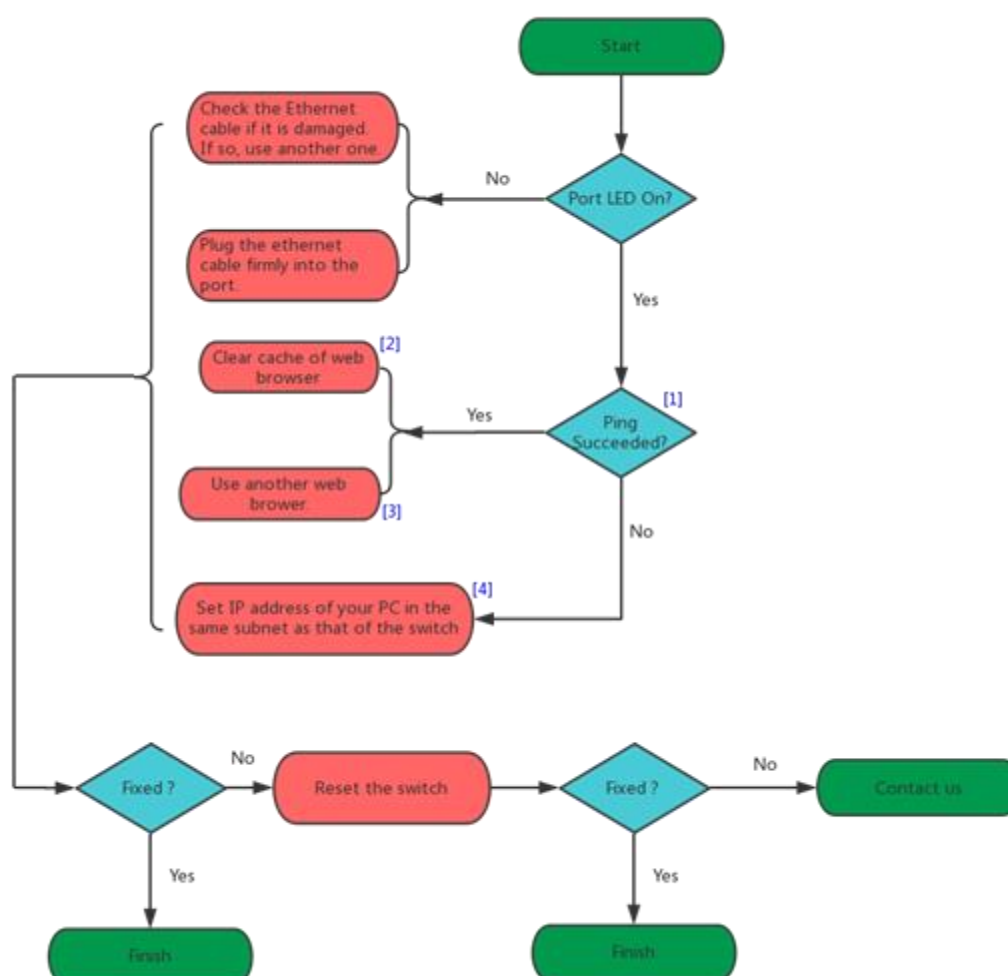 Start
Check the Ethernet
cable if it is damaged.
If so, use another one.
No
Port LED On?
Plug the ethernet
cable firmly into the
port.
Yes
[2]
Clear cache of web
browser
[1]
Yes
Ping
Succeeded?
Use another web
brower.
[3]
No
[4]
Set IP address of your PC in the
same subnet as that of the switch
Fixed ?
No
Reset the switch
Fixed ?
No
Contact us
Yes
Yes
Finish
Finish